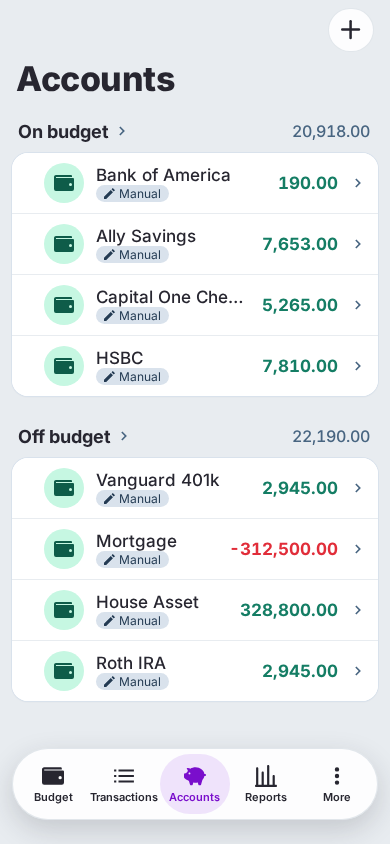 Accounts
On budget 20,918.00
Bank of America
Manual
190.00
Ally Savings
Manual
7,653.00
Capital One Che...
Manual
5,265.00
HSBC
Manual
7,810.00
Off budget 22,190.00
Vanguard 401k
Manual
2,945.00
Mortgage
Manual
-312,500.00
House Asset
Manual
328,800.00
Roth IRA
Manual
2,945.00
Budget Transactions Accounts Reports More